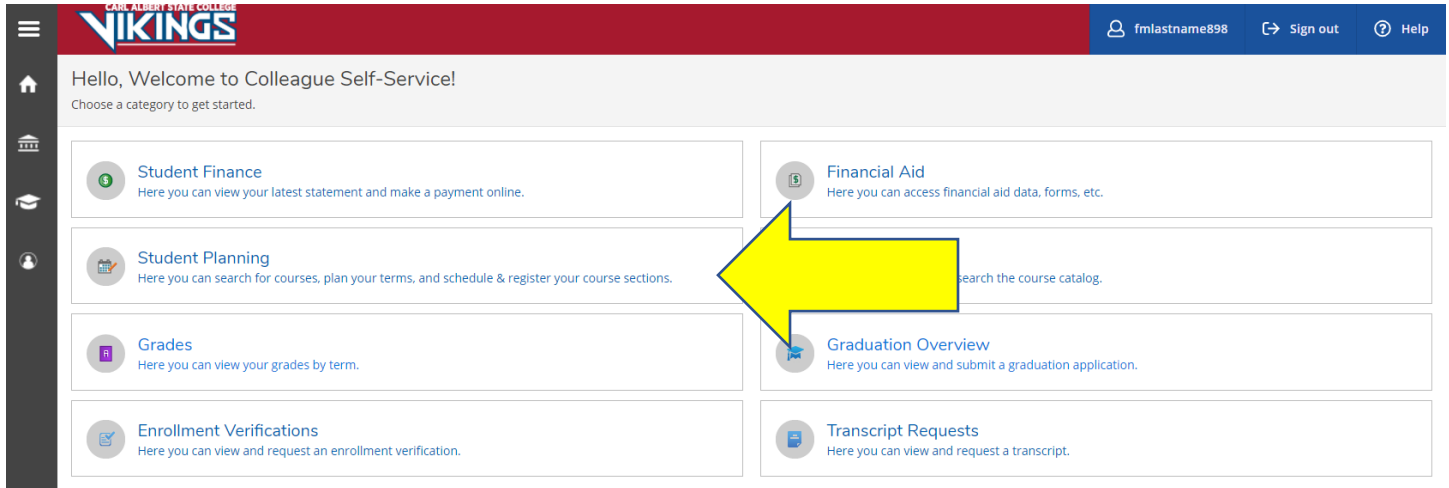 CARL ALBERT STATE COLLEGE
VIKINGS
fmlastname898 Sign out Help
Hello, Welcome to Colleague Self-Service!
Choose a category to get started.
Student Finance
Here you can view your latest statement and make a payment online.
Financial Aid
Here you can access financial aid data, forms, etc.
Student Planning
Here you can search for courses, plan your terms, and schedule & register your course sections.
search the course catalog.
Grades
Here you can view your grades by term.
Graduation Overview
Here you can view and submit a graduation application.
Enrollment Verifications
Here you can view and request an enrollment verification.
Transcript Requests
Here you can view and request a transcript.